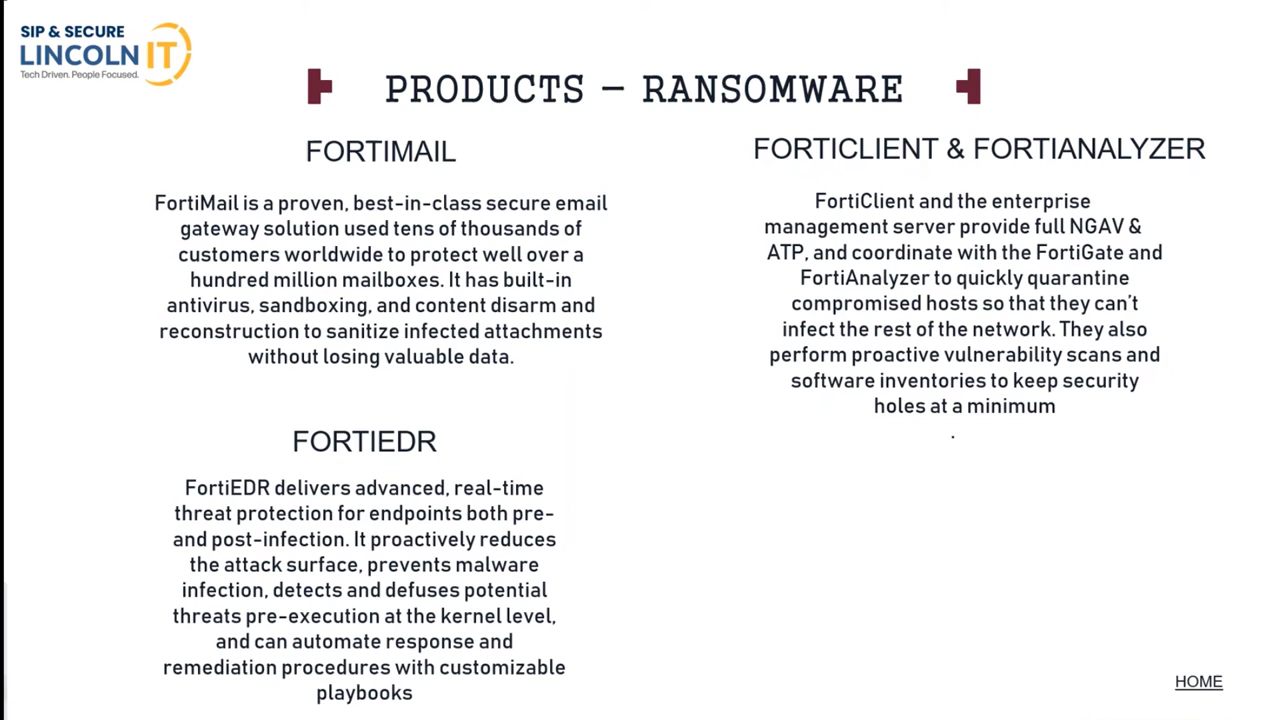 SIP & SECURE
LINCOLN IT
Tech Driven. People Focused.
PRODUCTS – RANSOMWARE
FORTIMAIL
FortiMail is a proven, best-in-class secure email
gateway solution used tens of thousands of
customers worldwide to protect well over a
hundred million mailboxes. It has built-in
antivirus, sandboxing, and content disarm and
reconstruction to sanitize infected attachments
without losing valuable data.
FORTIEDR
FortiEDR delivers advanced, real-time
threat protection for endpoints both pre-
and post-infection. It proactively reduces
the attack surface, prevents malware
infection, detects and defuses potential
threats pre-execution at the kernel level,
and can automate response and
remediation procedures with customizable
playbooks
FORTICLIENT & FORTIANALYZER
FortiClient and the enterprise
management server provide full NGAV &
ATP, and coordinate with the FortiGate and
FortiAnalyzer to quickly quarantine
compromised hosts so that they can't
infect the rest of the network. They also
perform proactive vulnerability scans and
software inventories to keep security
holes at a minimum
.
HOME